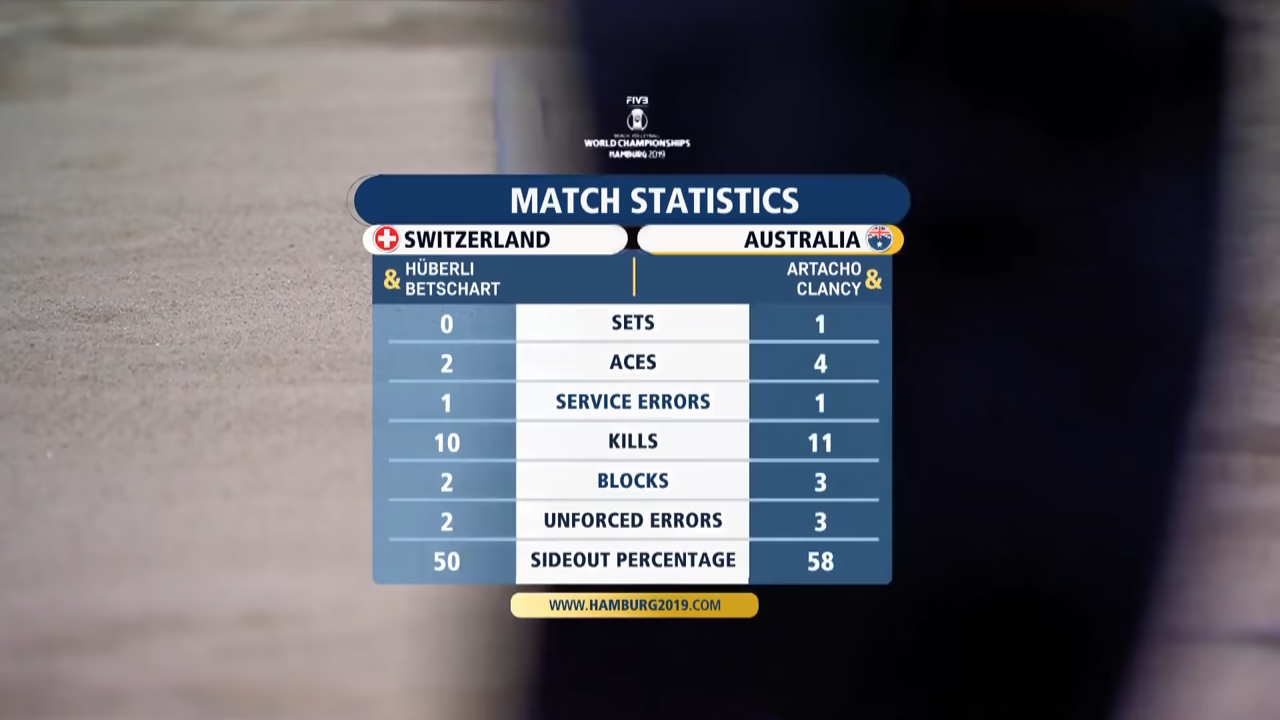 FIVB
BEACH VOLLEYBALL
WORLD CHAMPIONSHIPS
HAMBURG 2019
MATCH STATISTICS
SWITZERLAND AUSTRALIA
& HÜBERLI ARTACHO &
BETSCHART CLANCY
0 SETS 1
2 ACES 4
1 SERVICE ERRORS 1
10 KILLS 11
2 BLOCKS 3
2 UNFORCED ERRORS 3
50 SIDEOUT PERCENTAGE 58
WWW.HAMBURG2019.COM